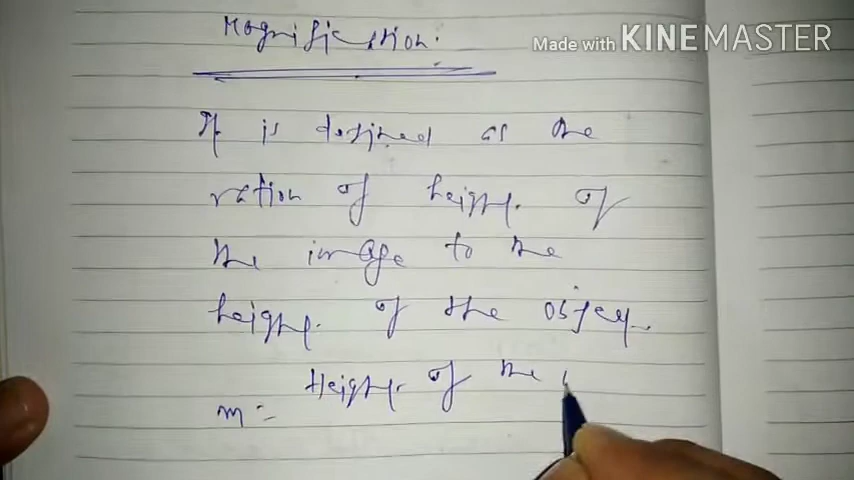 Magnification:
Made with KINEMASTER
It is defined as the
ration of height of
the image to the
height of the object.
Height of the
m =